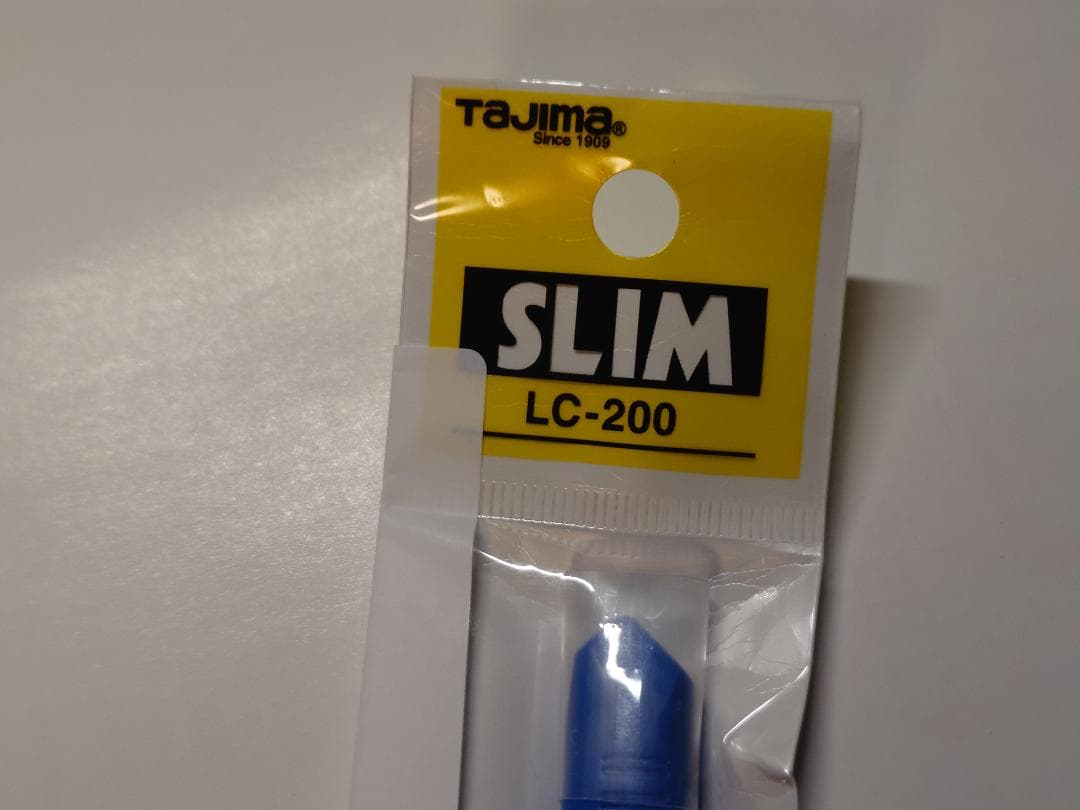 TaJIma®
Since 1909
SLIM
LC-200